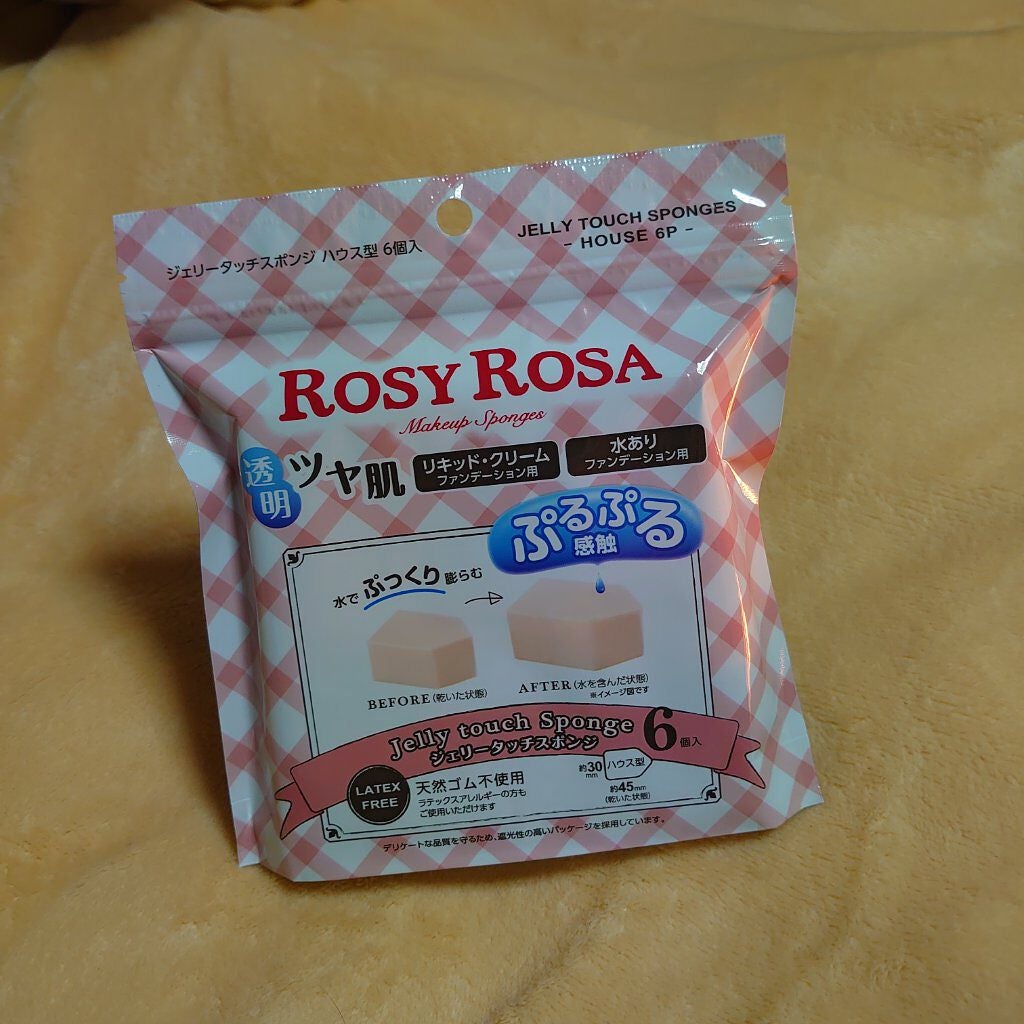 ジェリータッチスポンジ ハウス型 6個入
JELLY TOUCH SPONGES
- HOUSE 6P -
ROSY ROSA
Makeup Sponges
透明
ツヤ肌
リキッド・クリーム
ファンデーション用
水あり
ファンデーション用
ぷるぷる
感触
水でぷっくり膨らむ
BEFORE(乾いた状態)
AFTER(水を含んだ状態)
※イメージ図です
Jelly touch Sponge
ジェリータッチスポンジ
6個入
LATEX
FREE
天然ゴム不使用
ラテックスアレルギーの方も
ご使用いただけます
約30mm
ハウス型
約45mm
(乾いた状態)
デリケートな品質を守るため、遮光性の高いパッケージを採用しています。